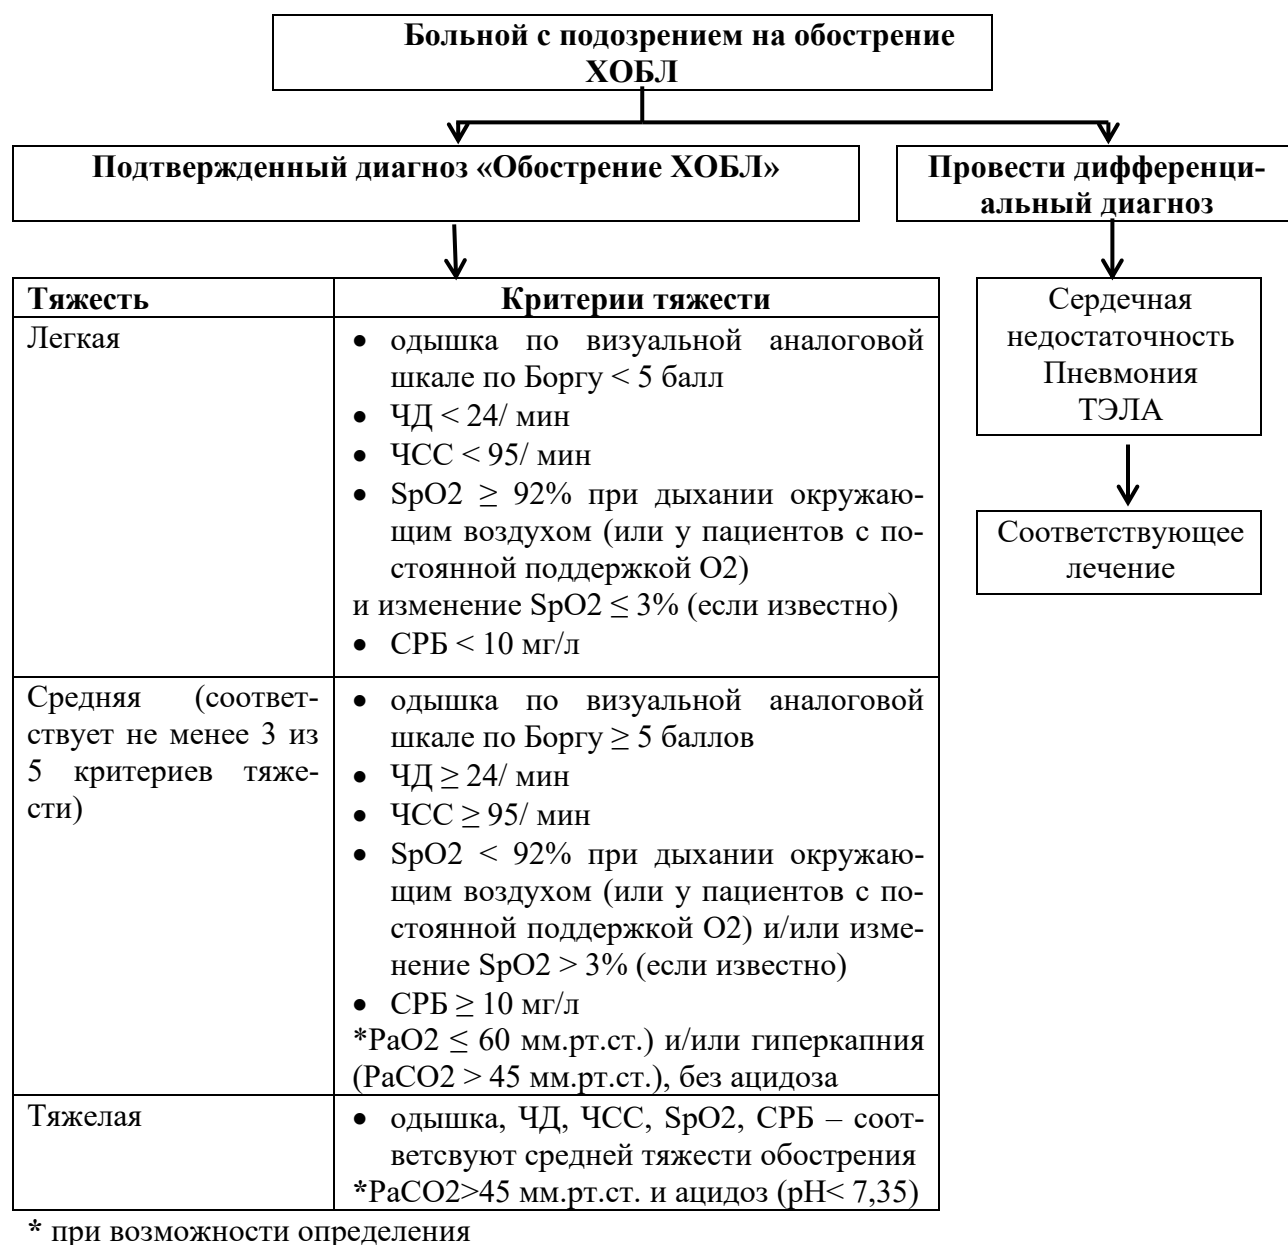 Больной с подозрением на обострение
ХОБЛ
Подтвержденный диагноз «Обострение ХОБЛ»
Провести дифференци-
альный диагноз
Тяжесть
Критерии тяжести
Легкая
• одышка по визуальной аналоговой
шкале по Боргу < 5 балл
• ЧД < 24/ мин
• ЧСС < 95/ мин
• SpO2 ≥ 92% при дыхании окружаю-
щим воздухом (или у пациентов с по-
стоянной поддержкой О2)
и изменение SpO2 ≤ 3% (если известно)
• СРБ < 10 мг/л
Средняя (соответ-
ствует не менее 3 из
5 критериев тяже-
сти)
• одышка по визуальной аналоговой
шкале по Боргу ≥ 5 баллов
• ЧД ≥ 24/ мин
• ЧСС ≥ 95/ мин
• SpO2 < 92% при дыхании окружаю-
щим воздухом (или у пациентов с по-
стоянной поддержкой О2) и/или изме-
нение SpO2 > 3% (если известно)
• СРБ ≥ 10 мг/л
*PaO2 ≤ 60 мм.рт.ст.) и/или гиперкапния
(PaCO2 > 45 мм.рт.ст.), без ацидоза
Тяжелая
• одышка, ЧД, ЧСС, SpO2, СРБ – соот-
ветсвуют средней тяжести обострения
*PaCO2>45 мм.рт.ст. и ацидоз (pH< 7,35)
* при возможности определения
Сердечная
недостаточность
Пневмония
ТЭЛА
Соответствующее
лечение